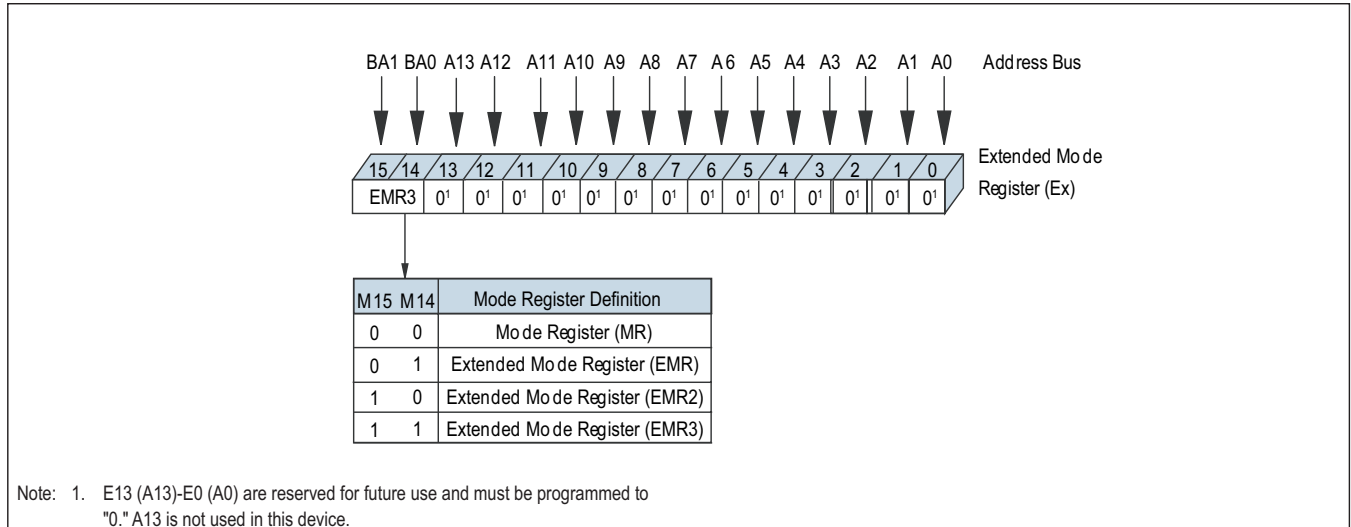 BA1 BA0 A13 A12 A11 A10 A9 A8 A7 A6 A5 A4 A3 A2 A1 A0 Address Bus
15 14 13 12 11 10 9 8 7 6 5 4 3 2 1 0 Extended Mode
EMR3 0¹ 0¹ 0¹ 0¹ 0¹ 0¹ 0¹ 0¹ 0¹ 0¹ 0¹ 0¹ 0¹ 0¹ Register (Ex)
M15 M14 Mode Register Definition
0 0 Mode Register (MR)
0 1 Extended Mode Register (EMR)
1 0 Extended Mode Register (EMR2)
1 1 Extended Mode Register (EMR3)
Note: 1. E13 (A13)-E0 (A0) are reserved for future use and must be programmed to
"0." A13 is not used in this device.